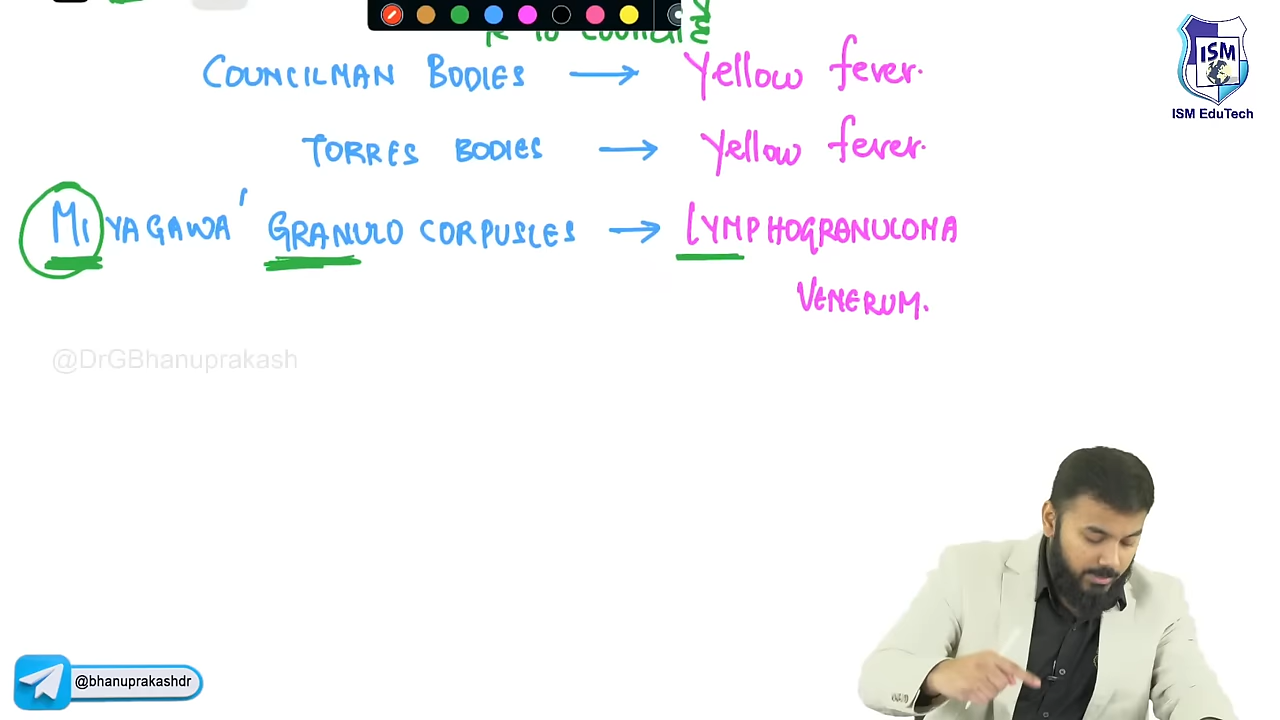 COUNCILMAN BODIES → Yellow fever.
TORRES BODIES → Yellow fever.
MIYAGAWA' GRANULO CORPUSLES → LYMPHOGRANULOMA
VENERUM.
@DrGBhanuprakash
@bhanuprakashdr
ISM
ISM EduTech